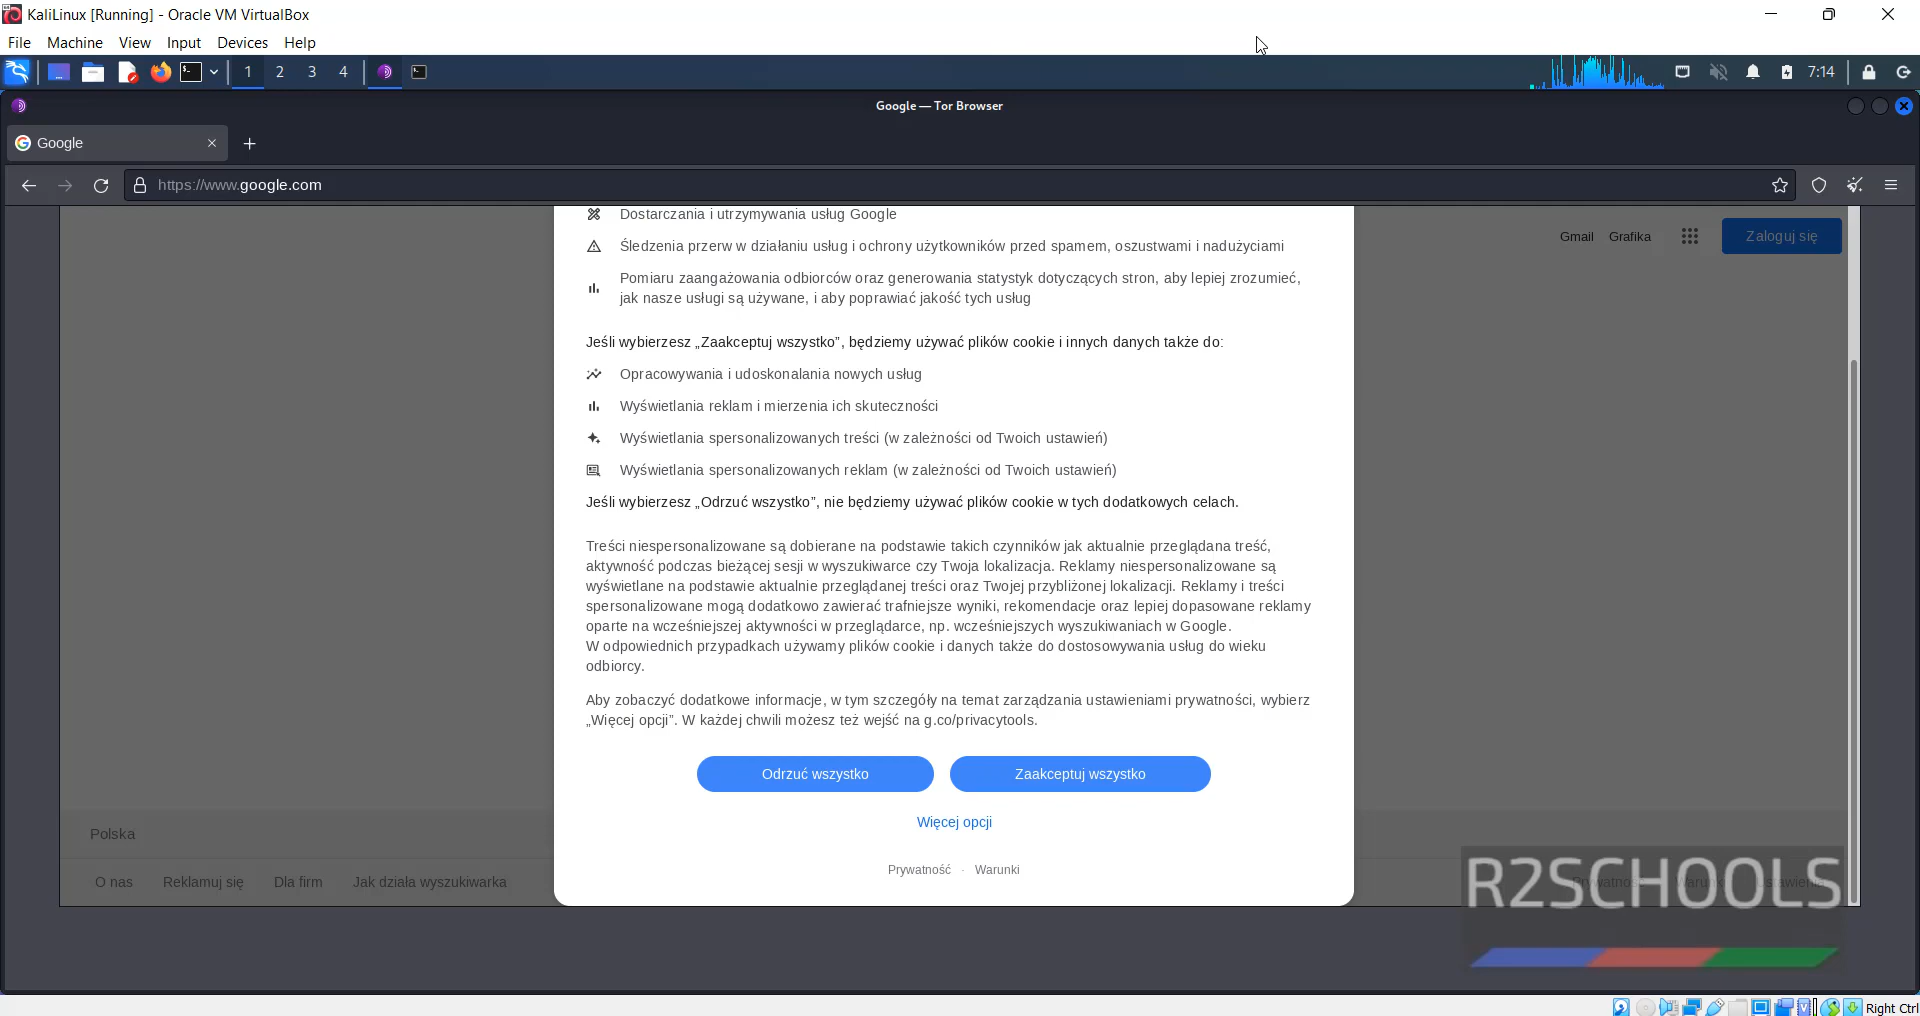 KaliLinux [Running] - Oracle VM VirtualBox
File Machine View Input Devices Help
1 2 3 4 7:14
Google — Tor Browser
Google
https://www.google.com
Dostarczania i utrzymywania usług Google
Gmail Grafika Zaloguj się
Śledzenia przerw w działaniu usług i ochrony użytkowników przed spamem, oszustwami i nadużyciami
Pomiaru zaangażowania odbiorców oraz generowania statystyk dotyczących stron, aby lepiej zrozumieć,
jak nasze usługi są używane, i aby poprawiać jakość tych usług
Jeśli wybierzesz „Zaakceptuj wszystko”, będziemy używać plików cookie i innych danych także do:
Opracowywania i udoskonalania nowych usług
Wyświetlania reklam i mierzenia ich skuteczności
Wyświetlania spersonalizowanych treści (w zależności od Twoich ustawień)
Wyświetlania spersonalizowanych reklam (w zależności od Twoich ustawień)
Jeśli wybierzesz „Odrzuć wszystko”, nie będziemy używać plików cookie w tych dodatkowych celach.
Treści niespersonalizowane są dobierane na podstawie takich czynników jak aktualnie przeglądana treść,
aktywność podczas bieżącej sesji w wyszukiwarce czy Twoja lokalizacja. Reklamy niespersonalizowane są
wyświetlane na podstawie aktualnie przeglądanej treści oraz Twojej przybliżonej lokalizacji. Reklamy i treści
spersonalizowane mogą dodatkowo zawierać trafniejsze wyniki, rekomendacje oraz lepiej dopasowane reklamy
oparte na wcześniejszej aktywności w przeglądarce, np. wcześniejszych wyszukiwaniach w Google.
W odpowiednich przypadkach używamy plików cookie i danych także do dostosowywania usług do wieku
odbiorcy.
Aby zobaczyć dodatkowe informacje, w tym szczegóły na temat zarządzania ustawieniami prywatności, wybierz
„Więcej opcji”. W każdej chwili możesz też wejść na g.co/privacytools.
Odrzuć wszystko Zaakceptuj wszystko
Więcej opcji
Polska
Prywatność · Warunki
O nas Reklamuj się Dla firm Jak działa wyszukiwarka Prywatność Warunki Ustawienia
R2SCHOOLS
Right Ctrl